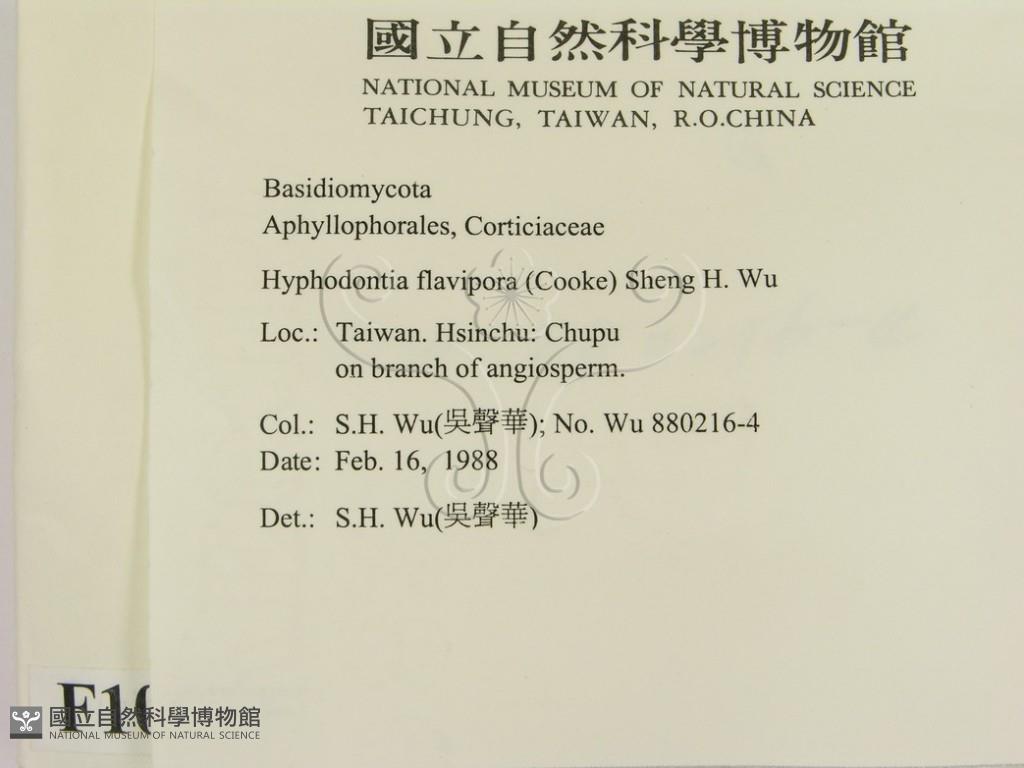 國立自然科學博物館
NATIONAL MUSEUM OF NATURAL SCIENCE
TAICHUNG, TAIWAN, R.O.CHINA
Basidiomycota
Aphyllophorales, Corticiaceae
Hyphodontia flavipora (Cooke) Sheng H. Wu
Loc.: Taiwan. Hsinchu: Chupu
on branch of angiosperm.
Col.: S.H. Wu(吳聲華); No. Wu 880216-4
Date: Feb. 16, 1988
Det.: S.H. Wu(吳聲華)
F1
國立自然科學博物館
NATIONAL MUSEUM OF NATURAL SCIENCE